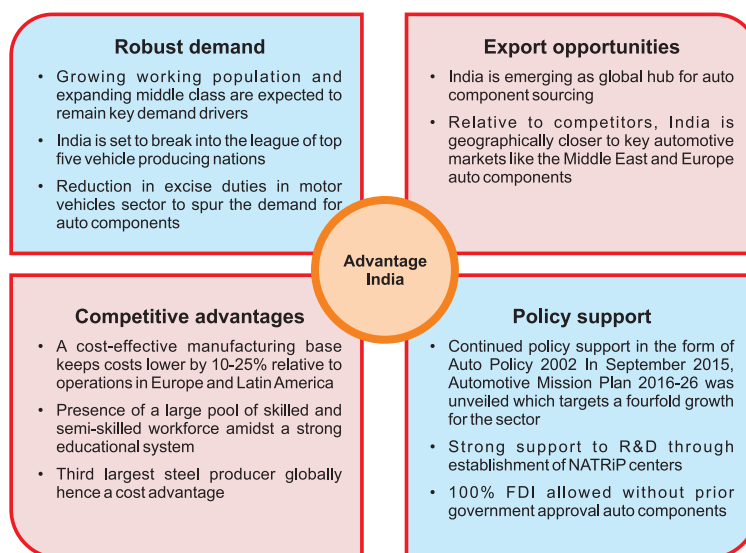 Robust demand
• Growing working population and
expanding middle class are expected to
remain key demand drivers
• India is set to break into the league of top
five vehicle producing nations
• Reduction in excise duties in motor
vehicles sector to spur the demand for
auto components
Export opportunities
• India is emerging as global hub for auto
component sourcing
• Relative to competitors, India is
geographically closer to key automotive
markets like the Middle East and Europe
auto components
Advantage
India
Competitive advantages
• A cost-effective manufacturing base
keeps costs lower by 10-25% relative to
operations in Europe and Latin America
• Presence of a large pool of skilled and
semi-skilled workforce amidst a strong
educational system
• Third largest steel producer globally
hence a cost advantage
Policy support
• Continued policy support in the form of
Auto Policy 2002 In September 2015,
Automotive Mission Plan 2016-26 was
unveiled which targets a fourfold growth
for the sector
• Strong support to R&D through
establishment of NATRiP centers
• 100% FDI allowed without prior
government approval auto components